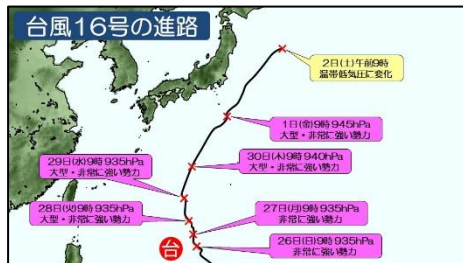 台風16号の進路
2日(土)午前9時
温帯低気圧に変化
1日(金)9時 945hPa
大型・非常に強い勢力
30日(木)9時 940hPa
大型・非常に強い勢力
29日(水)9時 935hPa
大型・非常に強い勢力
28日(火)9時 935hPa
大型・非常に強い勢力
27日(月)9時 935hPa
非常に強い勢力
26日(日)9時 935hPa
非常に強い勢力
台